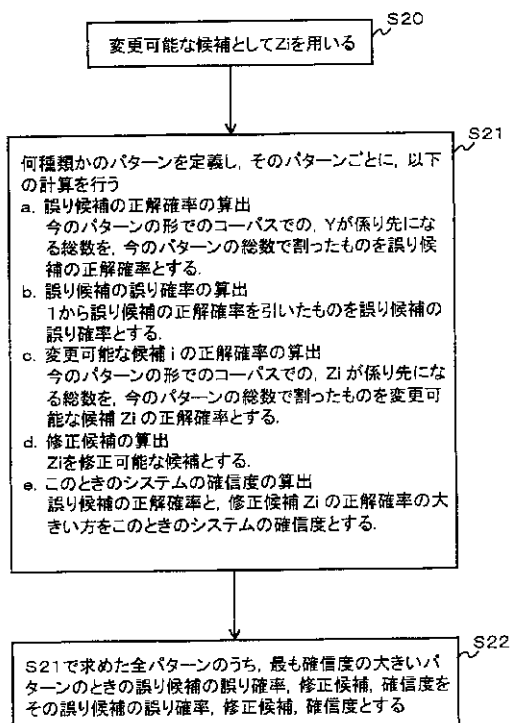 S20
変更可能な候補としてZiを用いる
S21
何種類かのパターンを定義し, そのパターンごとに, 以下
の計算を行う
a. 誤り候補の正解確率の算出
今のパターンの形でのコーパスでの, Yが係り先にな
る総数を, 今のパターンの総数で割ったものを誤り候
補の正解確率とする.
b. 誤り候補の誤り確率の算出
1から誤り候補の正解確率を引いたものを誤り候補の
誤り確率とする.
c. 変更可能な候補 i の正解確率の算出
今のパターンの形でのコーパスでの, Zi が係り先にな
る総数を, 今のパターンの総数で割ったものを変更可
能な候補 Zi の正解確率とする.
d. 修正候補の算出
Ziを修正可能な候補とする.
e. このときのシステムの確信度の算出
誤り候補の正解確率と, 修正候補 Zi の正解確率の大
きい方をこのときのシステムの確信度とする.
S22
S21で求めた全パターンのうち, 最も確信度の大きいパ
ターンのときの誤り候補の誤り確率, 修正候補, 確信度を
その誤り候補の誤り確率, 修正候補, 確信度とする